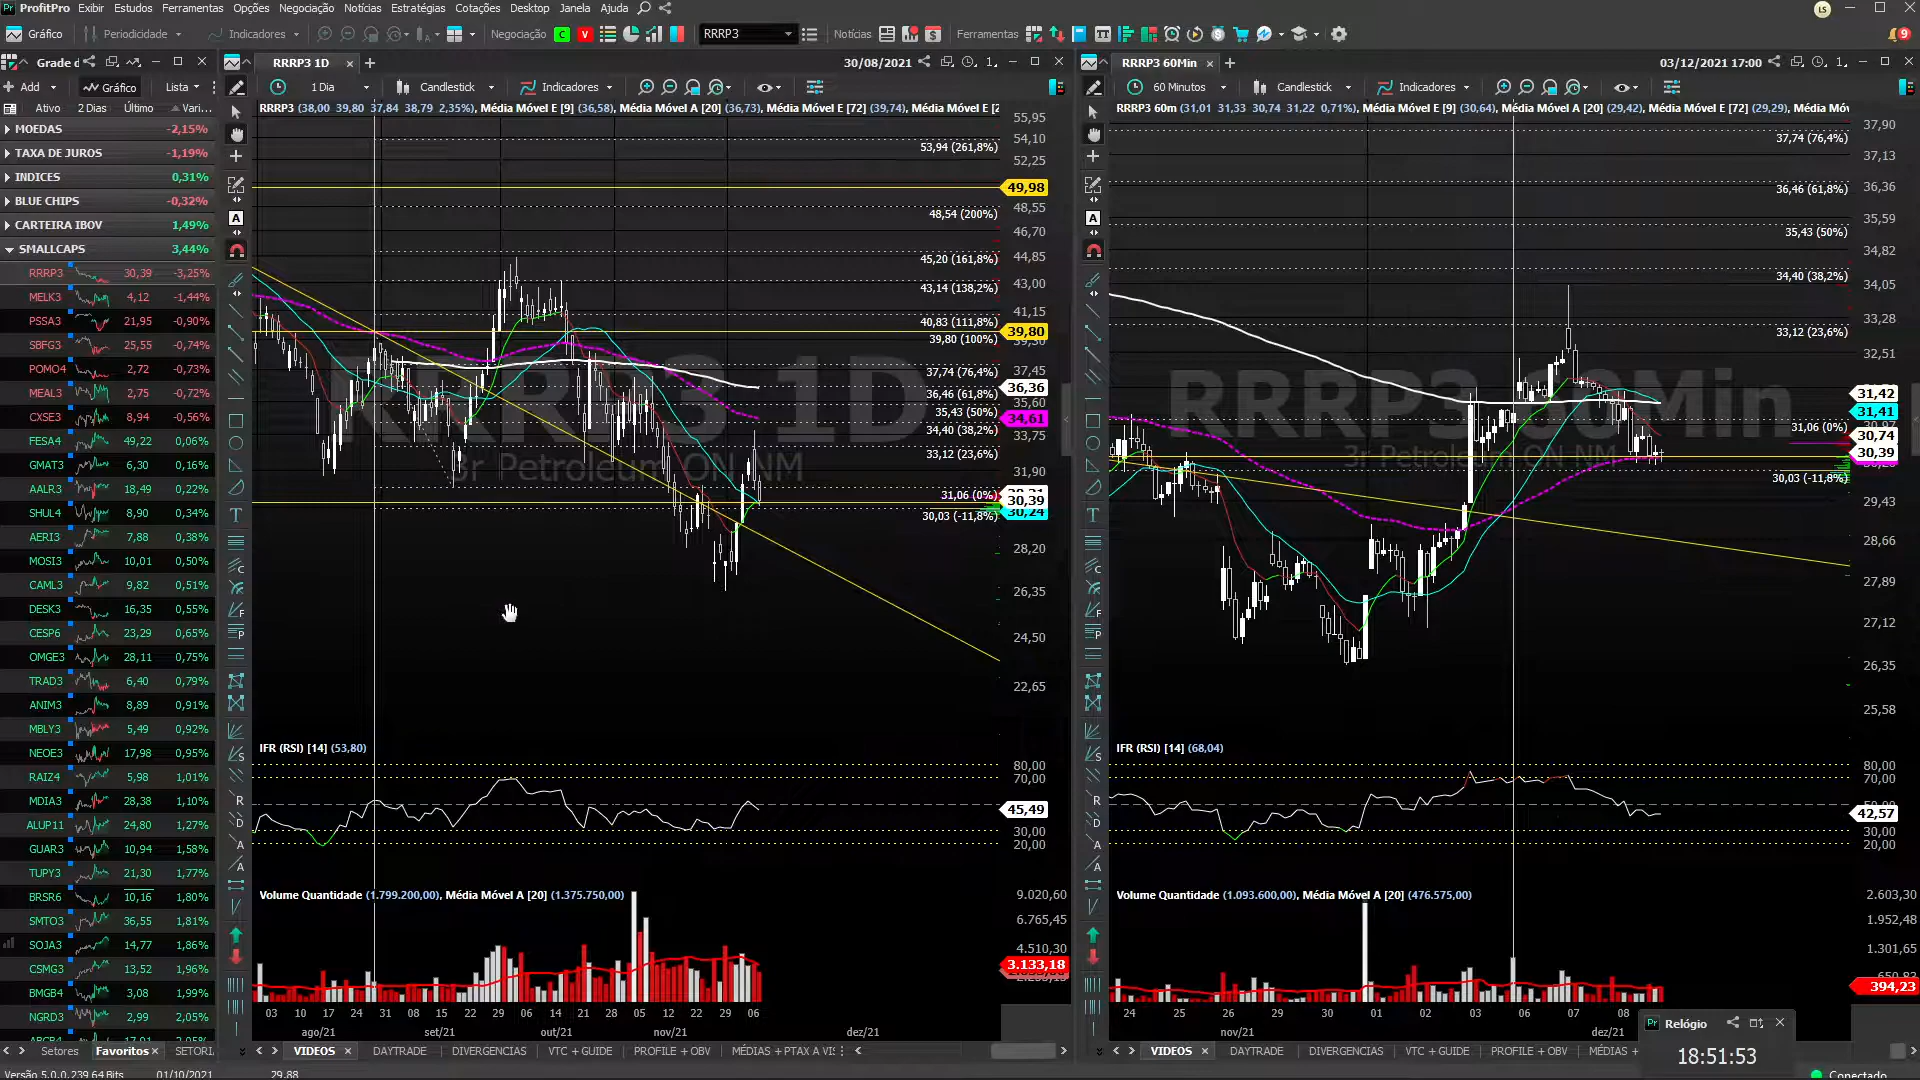 ProfitPro Exibir Estudos Ferramentas Opções Negociação Notícias Estratégias Cotações Desktop Janela Ajuda
LS
Gráfico Periodicidade Indicadores Negociação C V RRRP3 Notícias Ferramentas 9
Grade d
Add Gráfico Lista
Ativo 2 Dias Último Vari...
MOEDAS -2,15%
TAXA DE JUROS -1,19%
INDICES 0,31%
BLUE CHIPS -0,32%
CARTEIRA IBOV 1,49%
SMALLCAPS 3,44%
RRRP3 30,39 -3,25%
MELK3 4,12 -1,44%
PSSA3 21,95 -0,90%
SBFG3 25,55 -0,74%
POMO4 2,72 -0,73%
MEAL3 2,75 -0,72%
CXSE3 8,94 -0,56%
FESA4 49,22 0,06%
GMAT3 6,30 0,16%
AALR3 18,49 0,22%
SHUL4 8,90 0,34%
AERI3 7,88 0,38%
MOSI3 10,01 0,50%
CAML3 9,82 0,51%
DESK3 16,35 0,55%
CESP6 23,29 0,65%
OMGE3 28,11 0,75%
TRAD3 6,40 0,79%
ANIM3 8,89 0,91%
MBLY3 5,49 0,92%
NEOE3 17,98 0,95%
RAIZ4 5,98 1,01%
MDIA3 28,38 1,10%
ALUP11 24,80 1,27%
GUAR3 10,94 1,58%
TUPY3 21,30 1,77%
BRSR6 10,16 1,80%
SMTO3 36,55 1,81%
SOJA3 14,77 1,86%
CSMG3 13,52 1,96%
BMGB4 3,08 1,99%
NGRD3 2,99 2,05%
Setores Favoritos SETORI
Versão 5.0.0.239 64 Bits 01/10/2021 29,88
RRRP3 1D 30/08/2021
1 Dia Candlestick Indicadores
RRRP3 (38,00 39,80 37,84 38,79 2,35%), Média Móvel E [9] (36,58), Média Móvel A [20] (36,73), Média Móvel E [72] (39,74), Média Móvel E [2
RRRP3 1D
3r Petroleum ON NM
53,94 (261,8%)
48,54 (200%)
45,20 (161,8%)
43,14 (138,2%)
40,83 (111,8%)
39,80 (100%)
37,74 (76,4%)
36,46 (61,8%)
35,43 (50%)
34,40 (38,2%)
33,12 (23,6%)
31,06 (0%)
30,03 (-11,8%)
55,95
54,10
52,25
49,98
48,55
46,70
44,85
43,00
41,15
39,80
37,45
36,36
35,60
34,61
33,75
31,90
30,39
30,24
28,20
26,35
24,50
22,65
IFR (RSI) [14] (53,80)
80,00
70,00
45,49
30,00
20,00
Volume Quantidade (1.799.200,00), Média Móvel A [20] (1.375.750,00)
9.020,60
6.765,45
4.510,30
3.133,18
03 10 17 24 31 08 15 22 29 06 14 21 28 05 12 22 29 06
ago/21 set/21 out/21 nov/21 dez/21
VIDEOS DAYTRADE DIVERGENCIAS VTC + GUIDE PROFILE + OBV MÉDIAS + PTAX A VIS
RRRP3 60Min 03/12/2021 17:00
60 Minutos Candlestick Indicadores
RRRP3 60m (31,01 31,33 30,74 31,22 0,71%), Média Móvel E [9] (30,64), Média Móvel A [20] (29,42), Média Móvel E [72] (29,29), Média Mó
RRRP3 60Min
3r Petroleum ON NM
37,74 (76,4%)
36,46 (61,8%)
35,43 (50%)
34,40 (38,2%)
33,12 (23,6%)
31,06 (0%)
30,03 (-11,8%)
37,90
37,13
36,36
35,59
34,82
34,05
33,28
32,51
31,42
31,41
30,74
30,39
29,43
28,66
27,89
27,12
26,35
25,58
IFR (RSI) [14] (68,04)
80,00
70,00
42,57
30,00
20,00
Volume Quantidade (1.093.600,00), Média Móvel A [20] (476.575,00)
2.603,30
1.952,48
1.301,65
394,23
24 25 26 29 30 01 02 03 06 07 08
nov/21 dez/21
VIDEOS DAYTRADE DIVERGENCIAS VTC + GUIDE PROFILE + OBV MÉDIAS +
Relógio
18:51:53
Conectado